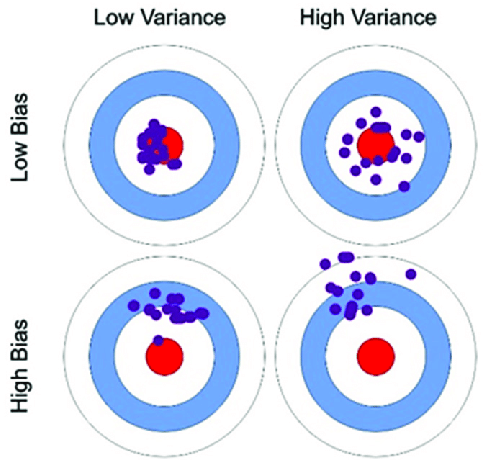 Low Variance
High Variance
Low Bias
High Bias